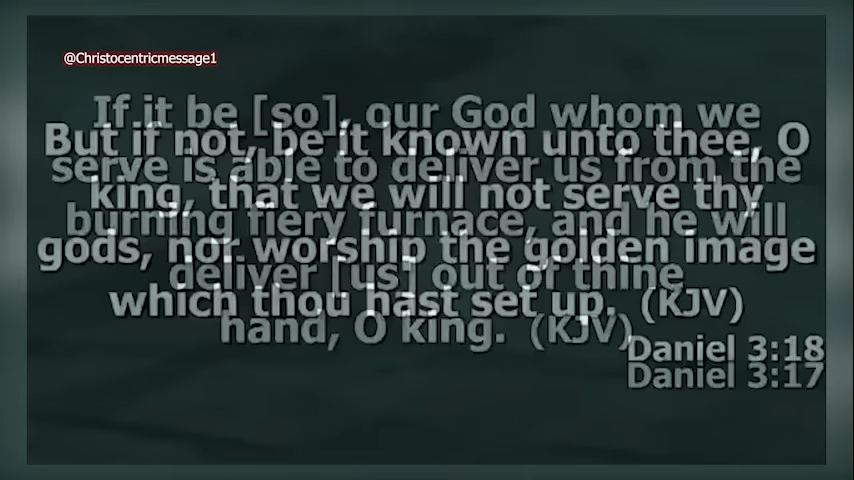 @Christocentricmessage1
If it be [so], our God whom we
serve is able to deliver us from the
burning fiery furnace, and he will
deliver [us] out of thine
hand, O king. (KJV)
Daniel 3:17
But if not, be it known unto thee, O
king, that we will not serve thy
gods, nor worship the golden image
which thou hast set up. (KJV)
Daniel 3:18